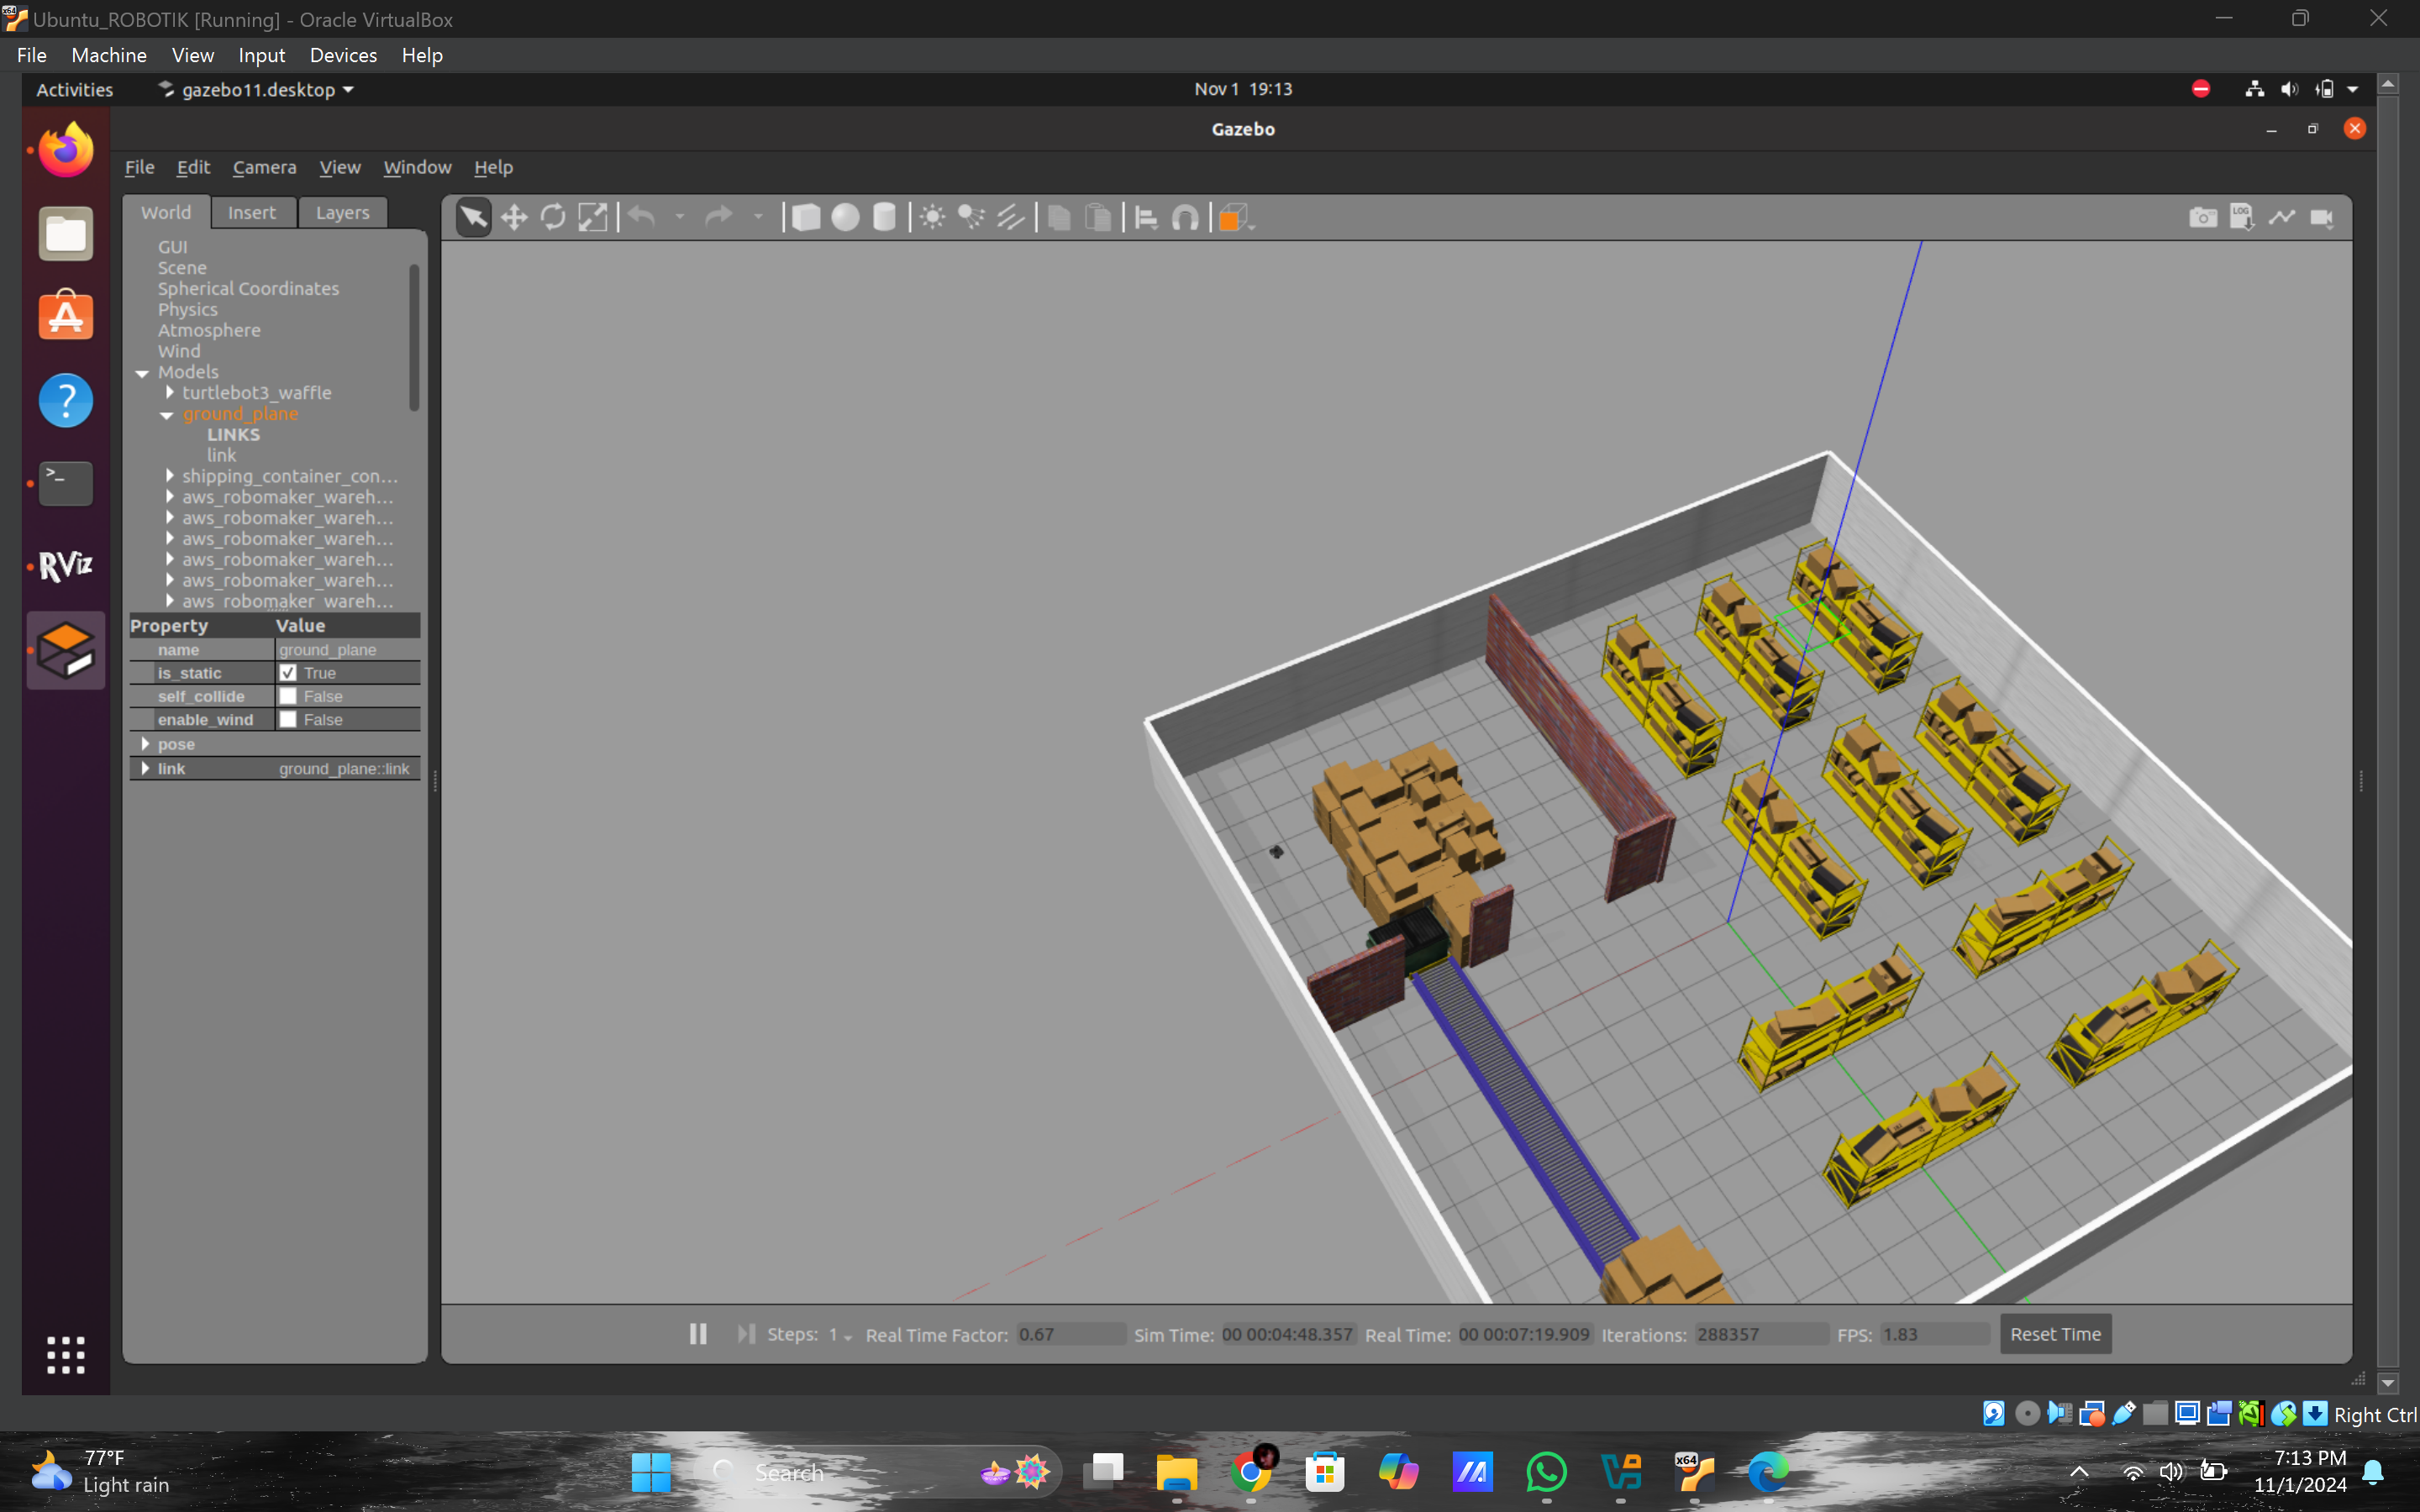 Ubuntu_ROBOTIK [Running] - Oracle VirtualBox
File Machine View Input Devices Help
Activities gazebo11.desktop Nov 1 19:13
Gazebo
File Edit Camera View Window Help
World Insert Layers
GUI
Scene
Spherical Coordinates
Physics
Atmosphere
Wind
Models
turtlebot3_waffle
ground_plane
LINKS
link
shipping_container_con...
aws_robomaker_wareh...
aws_robomaker_wareh...
aws_robomaker_wareh...
aws_robomaker_wareh...
aws_robomaker_wareh...
aws_robomaker_wareh...
Property Value
name ground_plane
is_static True
self_collide False
enable_wind False
pose
link ground_plane::link
LOG
>_
RViz
Steps: 1 Real Time Factor: 0.67 Sim Time: 00 00:04:48.357 Real Time: 00 00:07:19.909 Iterations: 288357 FPS: 1.83 Reset Time
Right Ctrl
77°F
Light rain
Search
x64
7:13 PM
11/1/2024